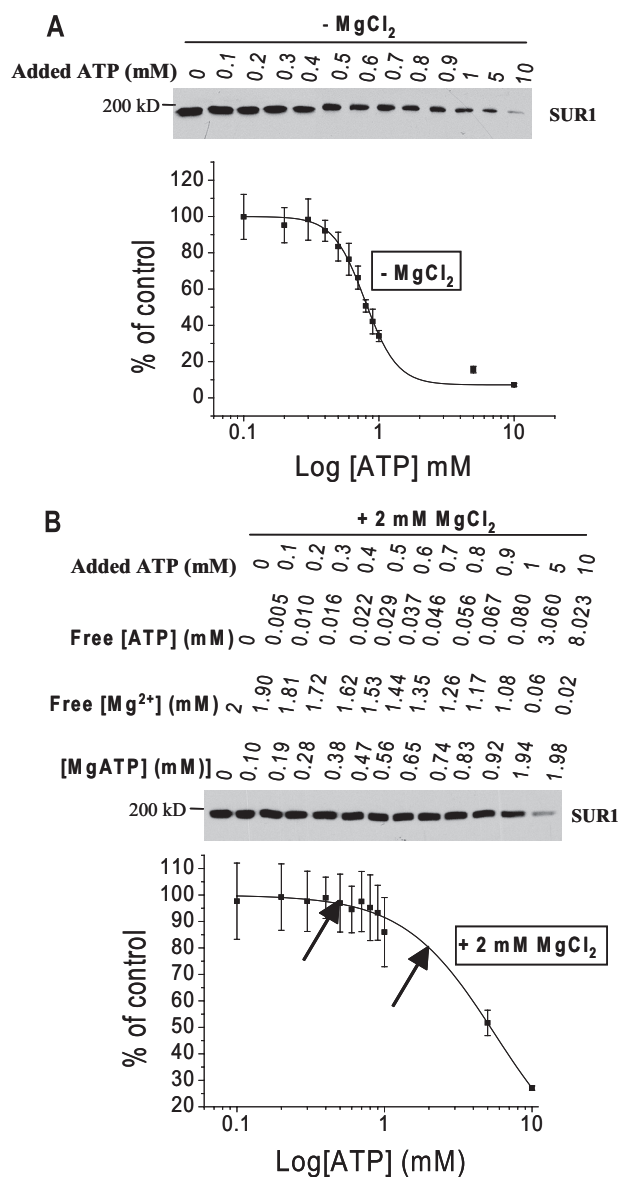 A
- MgCl2
Added ATP (mM) 0 0.1 0.2 0.3 0.4 0.5 0.6 0.7 0.8 0.9 1 5 10
200 kD
SUR1
120
100
80
60
40
20
0
% of control
- MgCl2
0.1 1 10
Log [ATP] mM
B
+ 2 mM MgCl2
Added ATP (mM) 0 0.1 0.2 0.3 0.4 0.5 0.6 0.7 0.8 0.9 1 5 10
Free [ATP] (mM) 0 0.005 0.010 0.016 0.022 0.029 0.037 0.046 0.056 0.067 0.080 3.060 8.023
Free [Mg2+] (mM) 2 1.90 1.81 1.72 1.62 1.53 1.44 1.35 1.26 1.17 1.08 0.06 0.02
[MgATP] (mM)] 0 0.10 0.19 0.28 0.38 0.47 0.56 0.65 0.74 0.83 0.92 1.94 1.98
200 kD
SUR1
110
100
90
80
70
60
50
40
30
20
% of control
+ 2 mM MgCl2
0.1 1 10
Log[ATP] (mM)